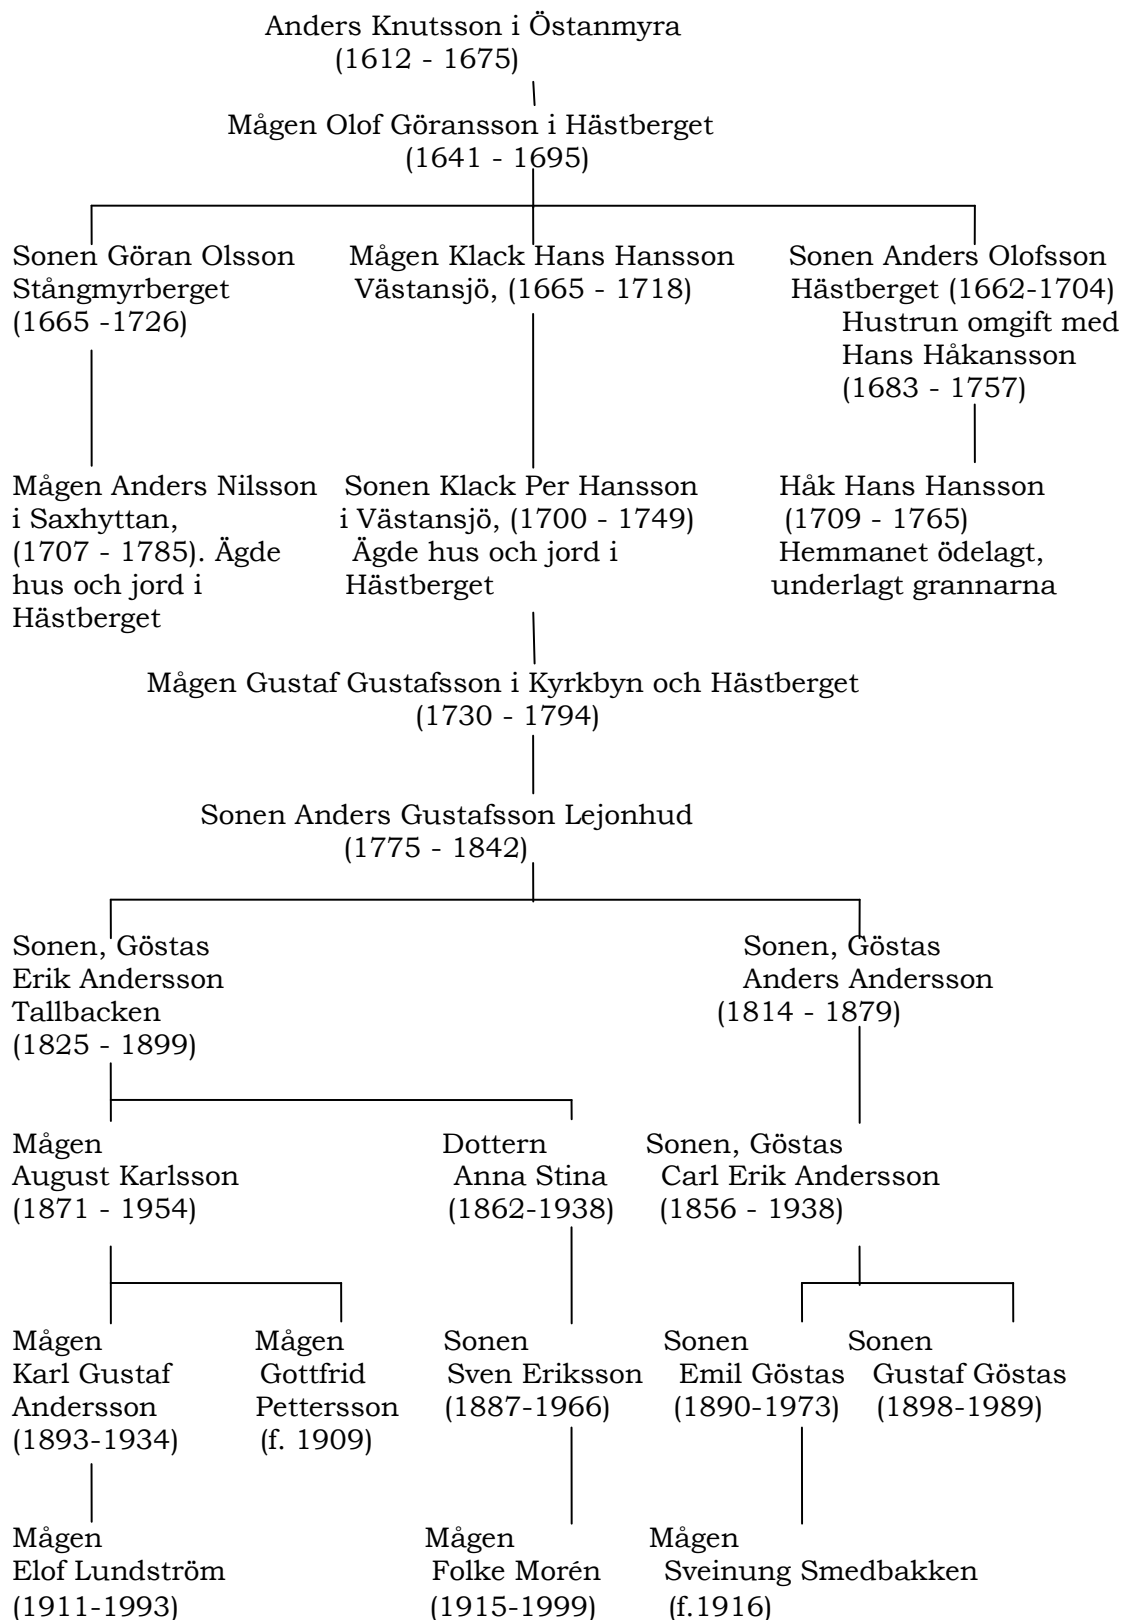 Anders Knutsson i Östanmyra
(1612 - 1675)
Mågen Olof Göransson i Hästberget
(1641 - 1695)
Sonen Göran Olsson
Stångmyrberget
(1665 -1726)
Mågen Klack Hans Hansson
Västansjö, (1665 - 1718)
Sonen Anders Olofsson
Hästberget (1662-1704)
Hustrun omgift med
Hans Håkansson
(1683 - 1757)
Mågen Anders Nilsson
i Saxhyttan,
(1707 - 1785). Ägde
hus och jord i
Hästberget
Sonen Klack Per Hansson
i Västansjö, (1700 - 1749)
Ägde hus och jord i
Hästberget
Håk Hans Hansson
(1709 - 1765)
Hemmanet ödelagt,
underlagt grannarna
Mågen Gustaf Gustafsson i Kyrkbyn och Hästberget
(1730 - 1794)
Sonen Anders Gustafsson Lejonhud
(1775 - 1842)
Sonen, Göstas
Erik Andersson
Tallbacken
(1825 - 1899)
Sonen, Göstas
Anders Andersson
(1814 - 1879)
Mågen
August Karlsson
(1871 - 1954)
Dottern
Anna Stina
(1862-1938)
Sonen, Göstas
Carl Erik Andersson
(1856 - 1938)
Mågen
Karl Gustaf
Andersson
(1893-1934)
Mågen
Gottfrid
Pettersson
(f. 1909)
Sonen
Sven Eriksson
(1887-1966)
Sonen
Emil Göstas
(1890-1973)
Sonen
Gustaf Göstas
(1898-1989)
Mågen
Elof Lundström
(1911-1993)
Mågen
Folke Morén
(1915-1999)
Mågen
Sveinung Smedbakken
(f.1916)